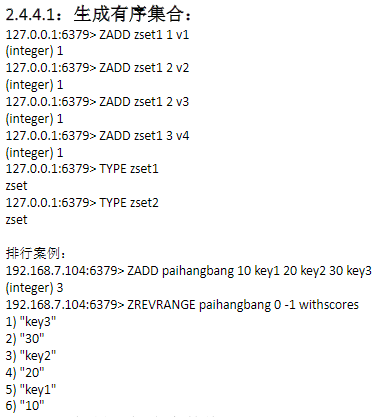 2.4.4.1：生成有序集合：
127.0.0.1:6379> ZADD zset1 1 v1
(integer) 1
127.0.0.1:6379> ZADD zset1 2 v2
(integer) 1
127.0.0.1:6379> ZADD zset1 2 v3
(integer) 1
127.0.0.1:6379> ZADD zset1 3 v4
(integer) 1
127.0.0.1:6379> TYPE zset1
zset
127.0.0.1:6379> TYPE zset2
zset
排行案例：
192.168.7.104:6379> ZADD paihangbang 10 key1 20 key2 30 key3
(integer) 3
192.168.7.104:6379> ZREVRANGE paihangbang 0 -1 withscores
1) "key3"
2) "30"
3) "key2"
4) "20"
5) "key1"
6) "10"